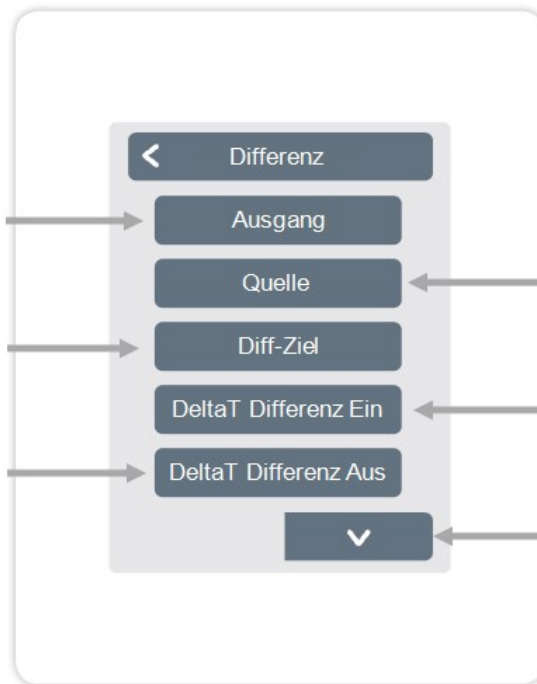 Differenz
Ausgang
Quelle
Diff-Ziel
DeltaT Differenz Ein
DeltaT Differenz Aus